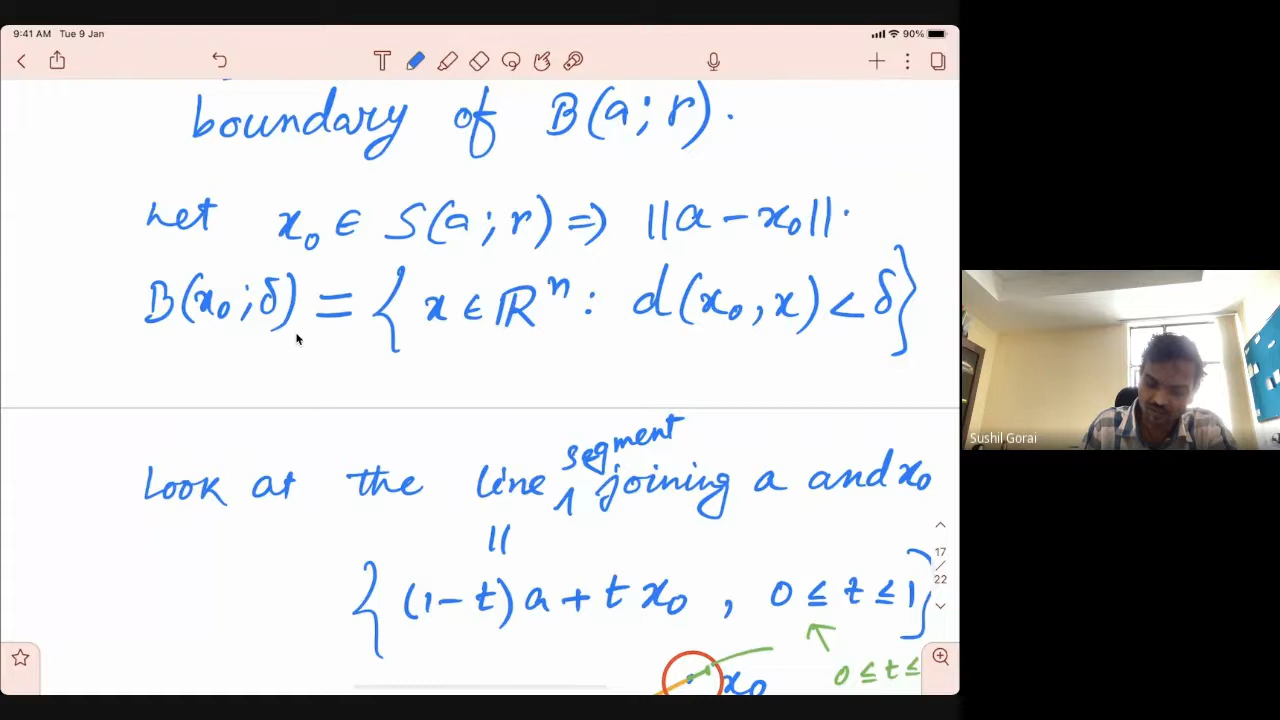 9:41 AM Tue 9 Jan
90%
T
boundary of B(a; r).
Let x₀ ∈ S(a; r) ⇒ ||a − x₀||.
B(x₀; δ) = { x ∈ ℝⁿ : d(x₀, x) < δ }
Look at the line segment joining a and x₀
||
{ (1−t) a + t x₀ , 0 ≤ t ≤ 1 }
0 ≤ t ≤
x₀
17
/
22
Sushil Gorai